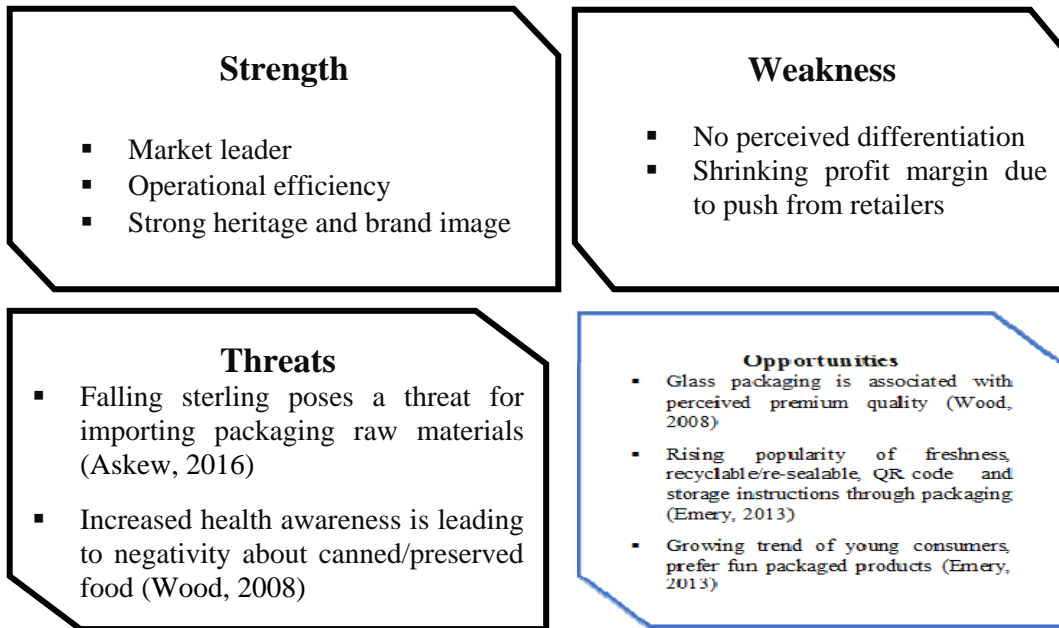 Strength
▪ Market leader
▪ Operational efficiency
▪ Strong heritage and brand image
Weakness
▪ No perceived differentiation
▪ Shrinking profit margin due
to push from retailers
Threats
▪ Falling sterling poses a threat for
importing packaging raw materials
(Askew, 2016)
▪ Increased health awareness is leading
to negativity about canned/preserved
food (Wood, 2008)
Opportunities
▪ Glass packaging is associated with
perceived premium quality (Wood,
2008)
▪ Rising popularity of freshness,
recyclable/re-sealable, QR code and
storage instructions through packaging
(Emery, 2013)
▪ Growing trend of young consumers,
prefer fun packaged products (Emery,
2013)